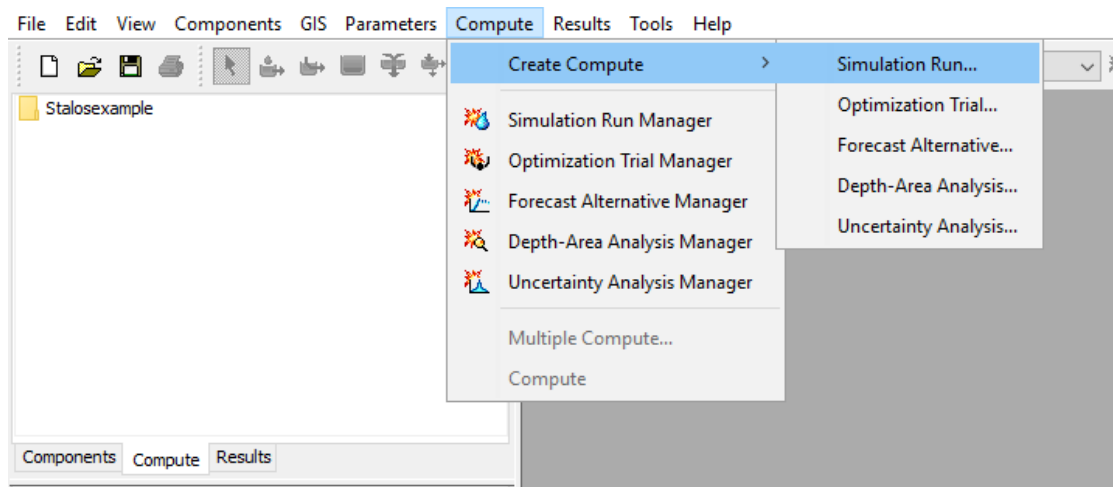 File Edit View Components GIS Parameters Compute Results Tools Help
Stalosexample
Create Compute
Simulation Run Manager
Optimization Trial Manager
Forecast Alternative Manager
Depth-Area Analysis Manager
Uncertainty Analysis Manager
Multiple Compute...
Compute
Simulation Run...
Optimization Trial...
Forecast Alternative...
Depth-Area Analysis...
Uncertainty Analysis...
Components Compute Results